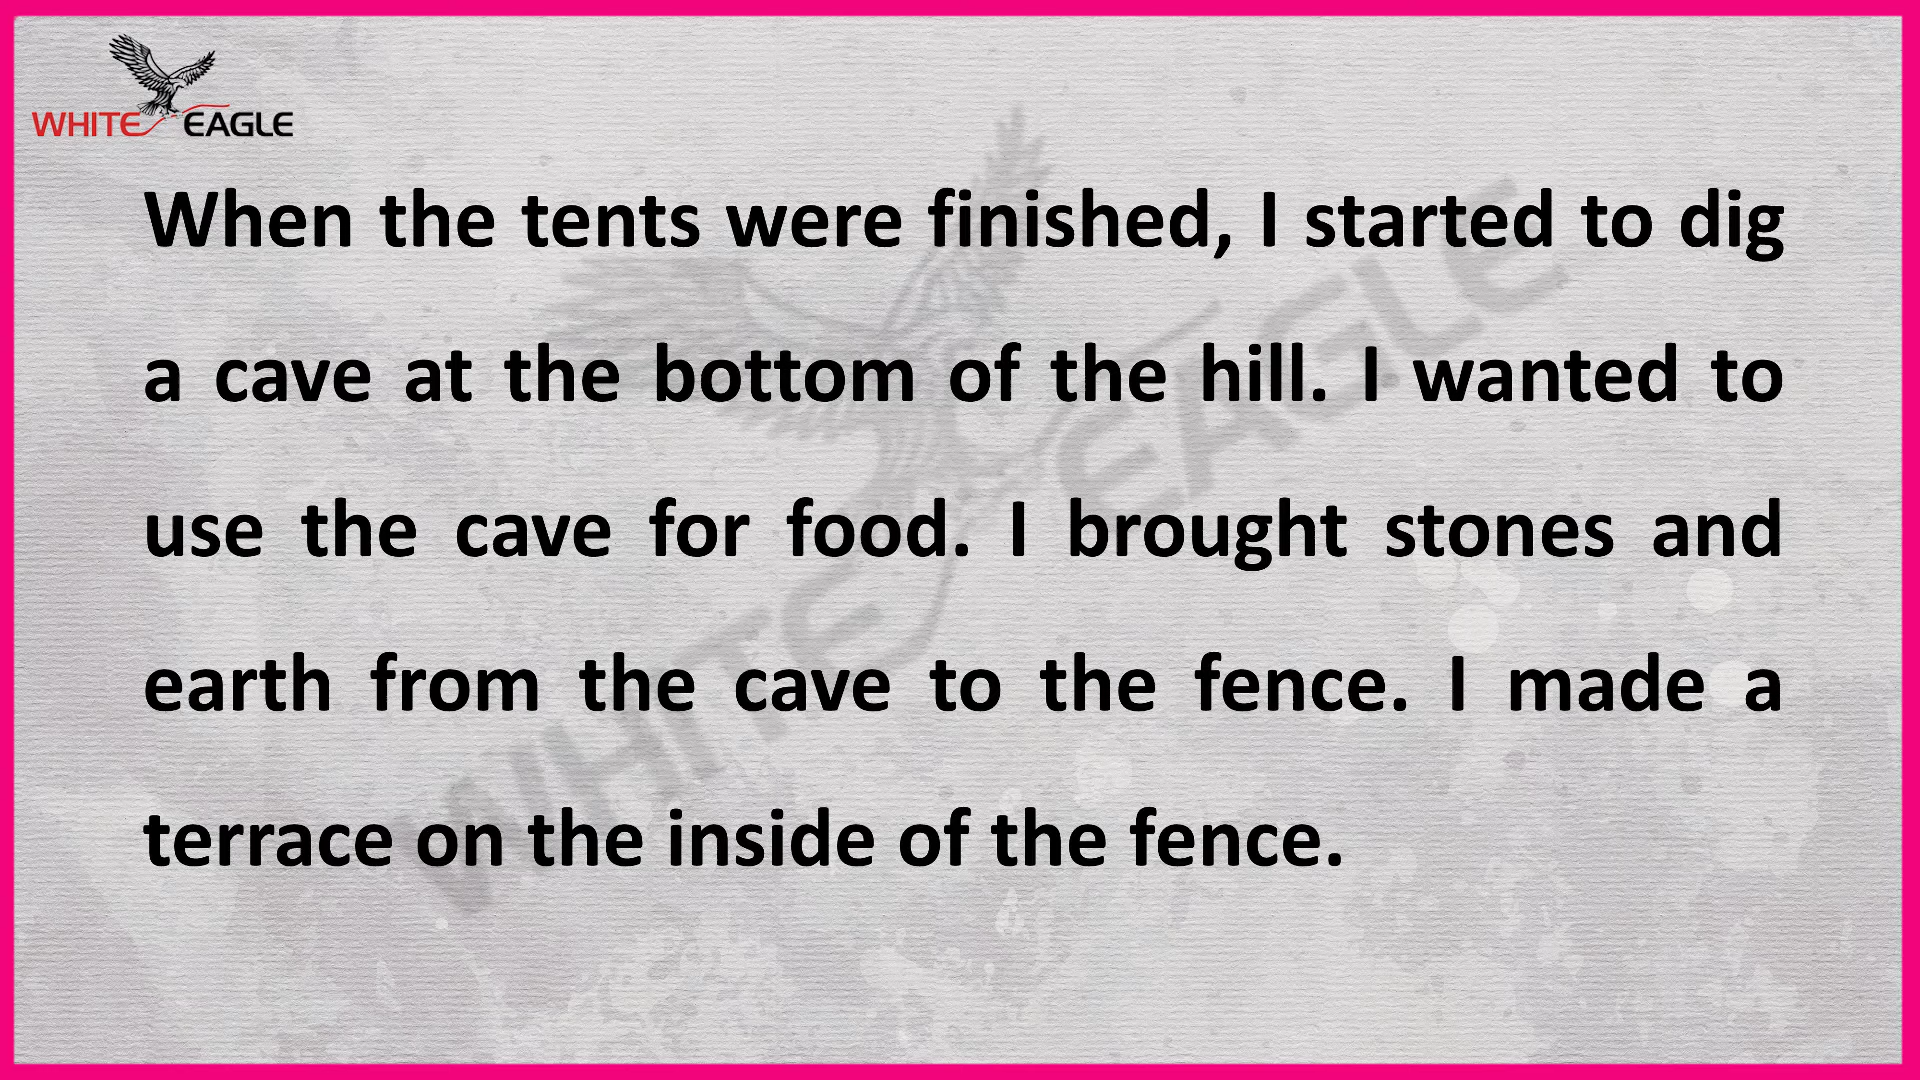 WHITE EAGLE
When the tents were finished, I started to dig
a cave at the bottom of the hill. I wanted to
use the cave for food. I brought stones and
earth from the cave to the fence. I made a
terrace on the inside of the fence.
WHITE EAGLE